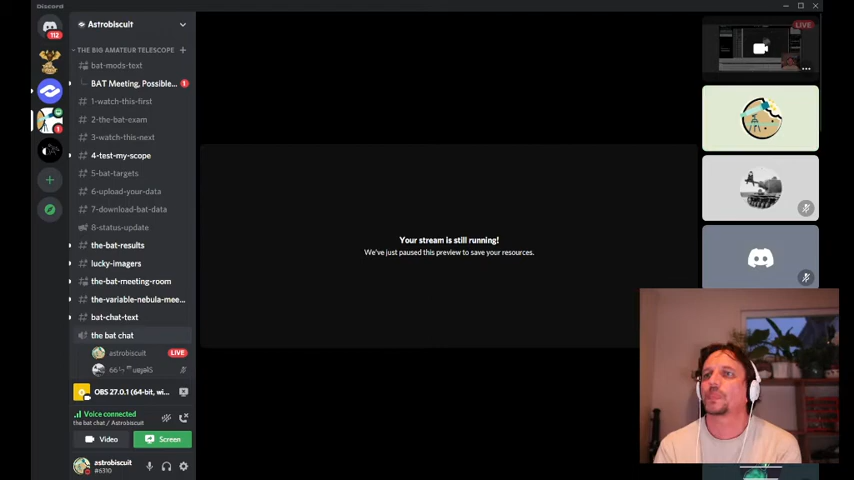 Discord
112
Astrobiscuit
THE BIG AMATEUR TELESCOPE
bat-mods-text
BAT Meeting, Possible...
1
1-watch-this-first
2-the-bat-exam
3-watch-this-next
4-test-my-scope
1
5-bat-targets
6-upload-your-data
7-download-bat-data
8-status-update
the-bat-results
lucky-imagers
the-bat-meeting-room
the-variable-nebula-mee...
bat-chat-text
the bat chat
astrobiscuit
LIVE
OBS 27.0.1 (64-bit, wi...
Voice connected
the bat chat / Astrobiscuit
Video
Screen
astrobiscuit
#6310
Your stream is still running!
We've just paused this preview to save your resources.
LIVE